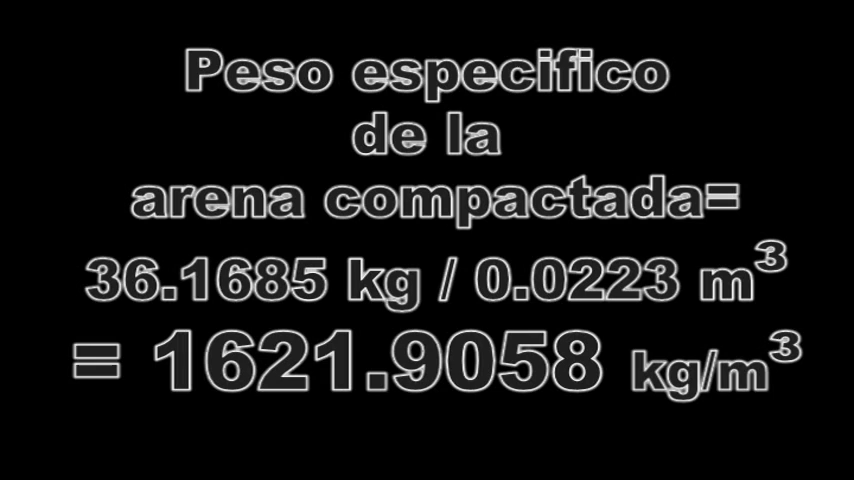 Peso especifico
de la
arena compactada=
36.1685 kg / 0.0223 m³
= 1621.9058 kg/m³